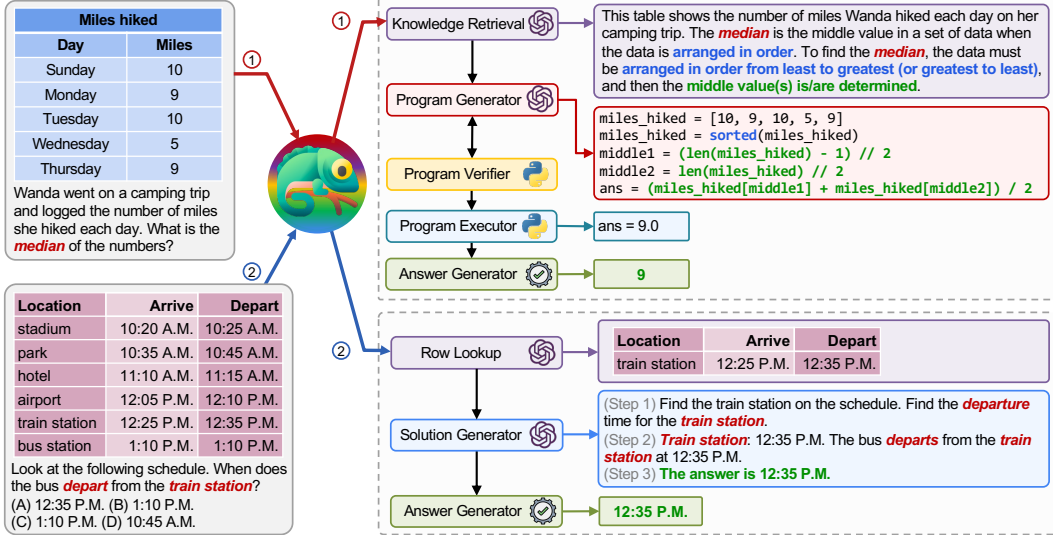 Miles hiked
Day Miles
Sunday 10
Monday 9
Tuesday 10
Wednesday 5
Thursday 9
Wanda went on a camping trip
and logged the number of miles
she hiked each day. What is the
median of the numbers?
①
②
Location Arrive Depart
stadium 10:20 A.M. 10:25 A.M.
park 10:35 A.M. 10:45 A.M.
hotel 11:10 A.M. 11:15 A.M.
airport 12:05 P.M. 12:10 P.M.
train station 12:25 P.M. 12:35 P.M.
bus station 1:10 P.M. 1:10 P.M.
Look at the following schedule. When does
the bus depart from the train station?
(A) 12:35 P.M. (B) 1:10 P.M.
(C) 1:10 P.M. (D) 10:45 A.M.
①
Knowledge Retrieval
This table shows the number of miles Wanda hiked each day on her
camping trip. The median is the middle value in a set of data when
the data is arranged in order. To find the median, the data must
be arranged in order from least to greatest (or greatest to least),
and then the middle value(s) is/are determined.
Program Generator
miles_hiked = [10, 9, 10, 5, 9]
miles_hiked = sorted(miles_hiked)
middle1 = (len(miles_hiked) - 1) // 2
middle2 = len(miles_hiked) // 2
ans = (miles_hiked[middle1] + miles_hiked[middle2]) / 2
Program Verifier
Program Executor
ans = 9.0
Answer Generator
9
②
Row Lookup
Location Arrive Depart
train station 12:25 P.M. 12:35 P.M.
Solution Generator
(Step 1) Find the train station on the schedule. Find the departure
time for the train station.
(Step 2) Train station: 12:35 P.M. The bus departs from the train
station at 12:35 P.M.
(Step 3) The answer is 12:35 P.M.
Answer Generator
12:35 P.M.